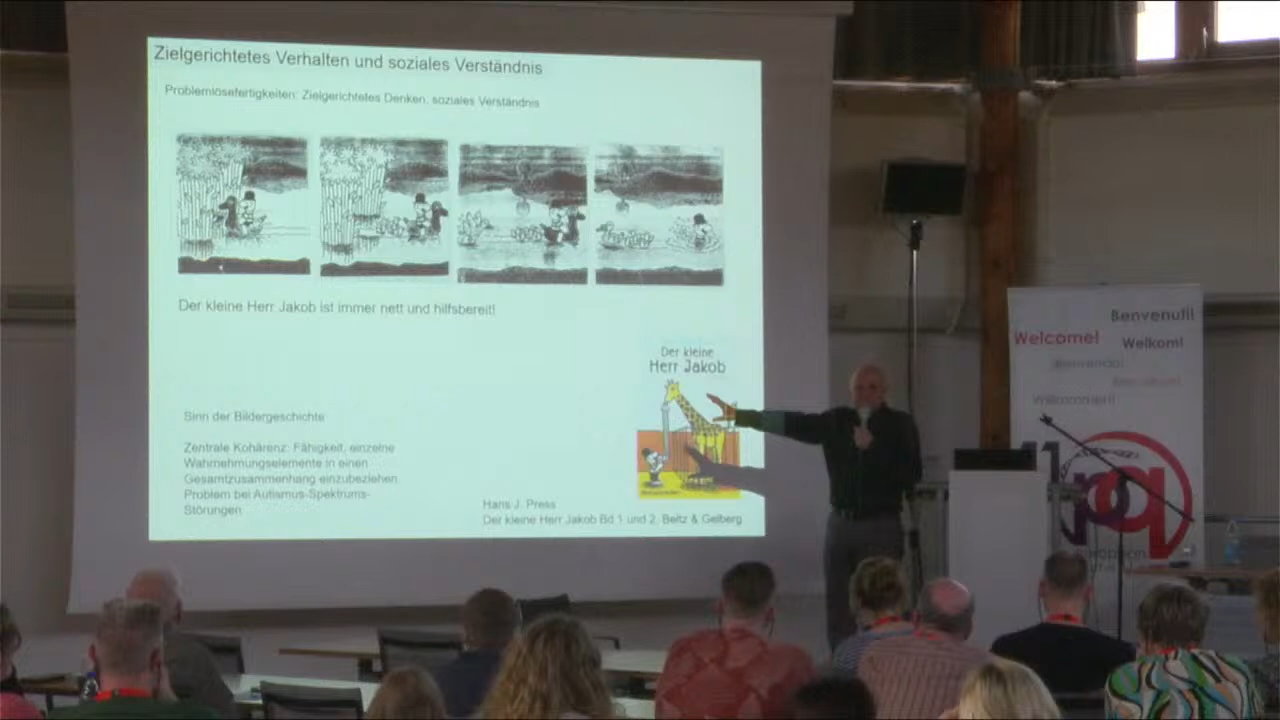 Zielgerichtetes Verhalten und soziales Verständnis
Problemlösefertigkeiten: Zielgerichtetes Denken, soziales Verständnis
Der kleine Herr Jakob ist immer nett und hilfsbereit!
Der kleine
Herr Jakob
Sinn der Bildergeschichte
Zentrale Kohärenz: Fähigkeit, einzelne
Wahrnehmungselemente in einen
Gesamtzusammenhang einzubeziehen
Problem bei Autismus-Spektrums-
Störungen
Hans J. Press
Der kleine Herr Jakob Bd 1 und 2. Beltz & Gelberg
Benvenuti!
Welcome! Welkom!